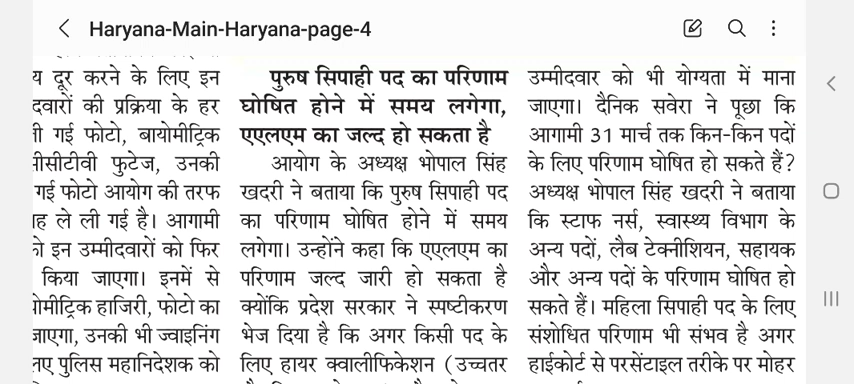 Haryana-Main-Haryana-page-4
य दूर करने के लिए इन
दवारों की प्रक्रिया के हर
गई फोटो, बायोमीट्रिक
फुटेज, उनकी
गई फोटो आयोग की तरफ
ले ली गई है। आगामी
इन उम्मीदवारों को फिर
किया जाएगा। इनमें से
हाजिरी, फोटो का
जाएगा, उनकी भी ज्वाइनिंग
पुलिस महानिदेशक को
पुरुष सिपाही पद का परिणाम
घोषित होने में समय लगेगा,
एएलएम का जल्द हो सकता है
आयोग के अध्यक्ष भोपाल सिंह
खदरी ने बताया कि पुरुष सिपाही पद
का परिणाम घोषित होने में समय
लगेगा। उन्होंने कहा कि एएलएम का
परिणाम जल्द जारी हो सकता है
क्योंकि प्रदेश सरकार ने स्पष्टीकरण
भेज दिया है कि अगर किसी पद के
लिए हायर क्वालीफिकेशन (उच्चतर
उम्मीदवार को भी योग्यता में माना
जाएगा। दैनिक सवेरा ने पूछा कि
आगामी 31 मार्च तक किन-किन पदों
के लिए परिणाम घोषित हो सकते हैं?
अध्यक्ष भोपाल सिंह खदरी ने बताया
कि स्टाफ नर्स, स्वास्थ्य विभाग के
अन्य पदों, लैब टेक्नीशियन, सहायक
और अन्य पदों के परिणाम घोषित हो
सकते हैं। महिला सिपाही पद के लिए
संशोधित परिणाम भी संभव है अगर
हाईकोर्ट से परसेंटाइल तरीके पर मोहर